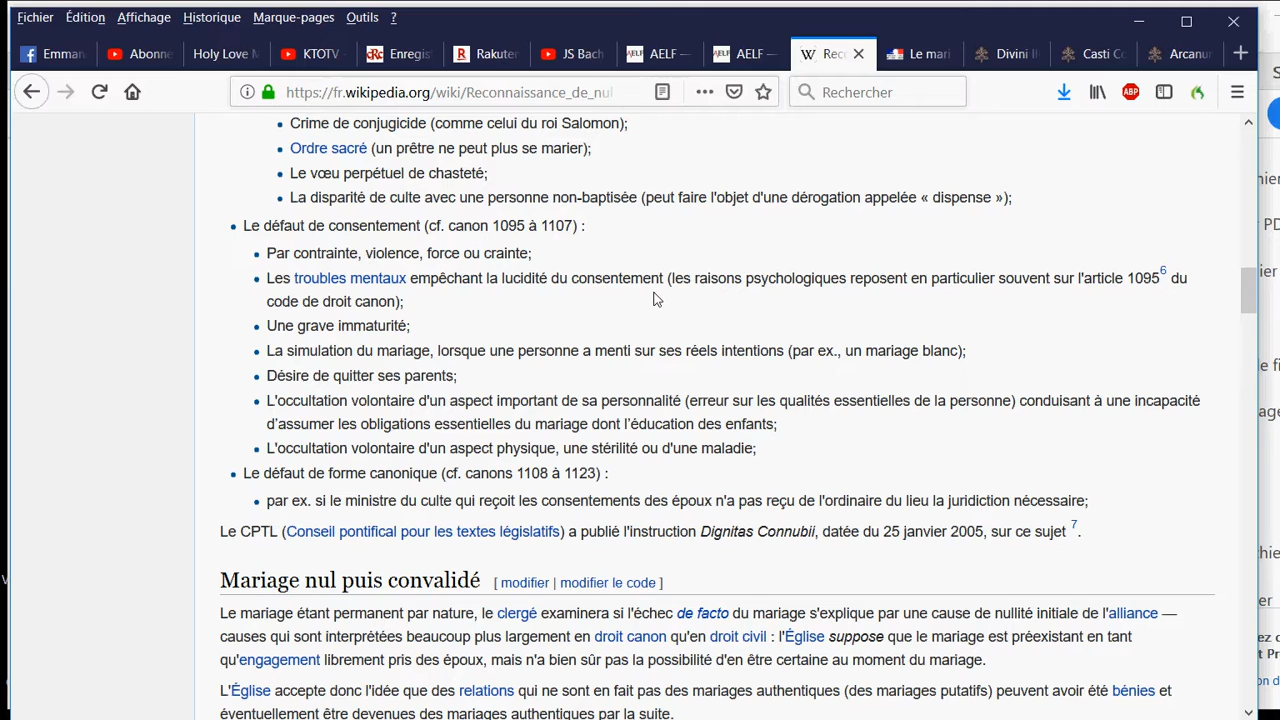 Fichier Édition Affichage Historique Marque-pages Outils ?
Emman Abonne Holy Love M KTOTV - Enregis Rakuter JS Bach AELF — AELF — Rec Le mari Divini Il Casti Co Arcanun
https://fr.wikipedia.org/wiki/Reconnaissance_de_nul Rechercher
Crime de conjugicide (comme celui du roi Salomon);
Ordre sacré (un prêtre ne peut plus se marier);
Le vœu perpétuel de chasteté;
La disparité de culte avec une personne non-baptisée (peut faire l'objet d'une dérogation appelée « dispense »);
Le défaut de consentement (cf. canon 1095 à 1107) :
Par contrainte, violence, force ou crainte;
Les troubles mentaux empêchant la lucidité du consentement (les raisons psychologiques reposent en particulier souvent sur l'article 1095⁶ du
code de droit canon);
Une grave immaturité;
La simulation du mariage, lorsque une personne a menti sur ses réels intentions (par ex., un mariage blanc);
Désire de quitter ses parents;
L'occultation volontaire d'un aspect important de sa personnalité (erreur sur les qualités essentielles de la personne) conduisant à une incapacité
d'assumer les obligations essentielles du mariage dont l'éducation des enfants;
L'occultation volontaire d'un aspect physique, une stérilité ou d'une maladie;
Le défaut de forme canonique (cf. canons 1108 à 1123) :
par ex. si le ministre du culte qui reçoit les consentements des époux n'a pas reçu de l'ordinaire du lieu la juridiction nécessaire;
Le CPTL (Conseil pontifical pour les textes législatifs) a publié l'instruction Dignitas Connubii, datée du 25 janvier 2005, sur ce sujet ⁷.
Mariage nul puis convalidé [ modifier | modifier le code ]
Le mariage étant permanent par nature, le clergé examinera si l'échec de facto du mariage s'explique par une cause de nullité initiale de l'alliance —
causes qui sont interprétées beaucoup plus largement en droit canon qu'en droit civil : l'Église suppose que le mariage est préexistant en tant
qu'engagement librement pris des époux, mais n'a bien sûr pas la possibilité d'en être certaine au moment du mariage.
L'Église accepte donc l'idée que des relations qui ne sont en fait pas des mariages authentiques (des mariages putatifs) peuvent avoir été bénies et
éventuellement être devenues des mariages authentiques par la suite.